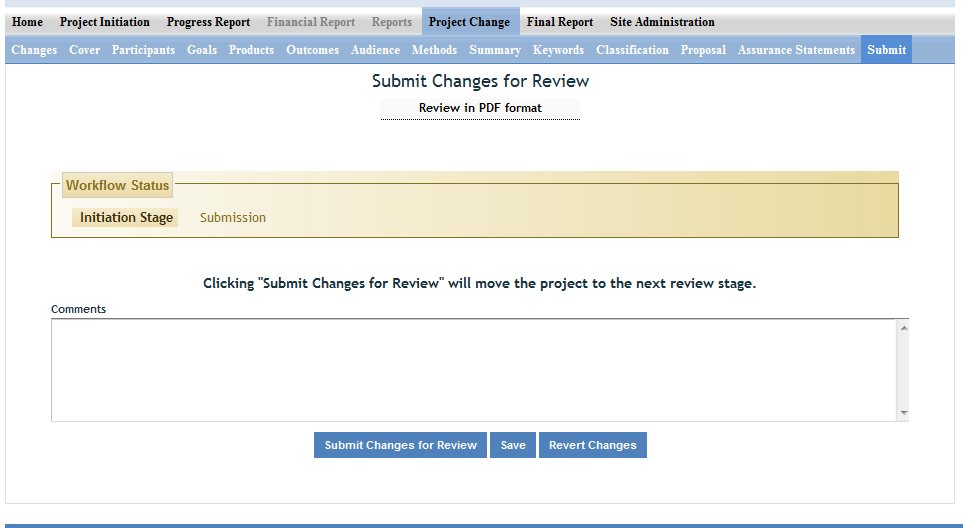 Home Project Initiation Progress Report Financial Report Reports Project Change Final Report Site Administration
Changes Cover Participants Goals Products Outcomes Audience Methods Summary Keywords Classification Proposal Assurance Statements Submit
Submit Changes for Review
Review in PDF format
Workflow Status
Initiation Stage Submission
Clicking "Submit Changes for Review" will move the project to the next review stage.
Comments
Submit Changes for Review Save Revert Changes